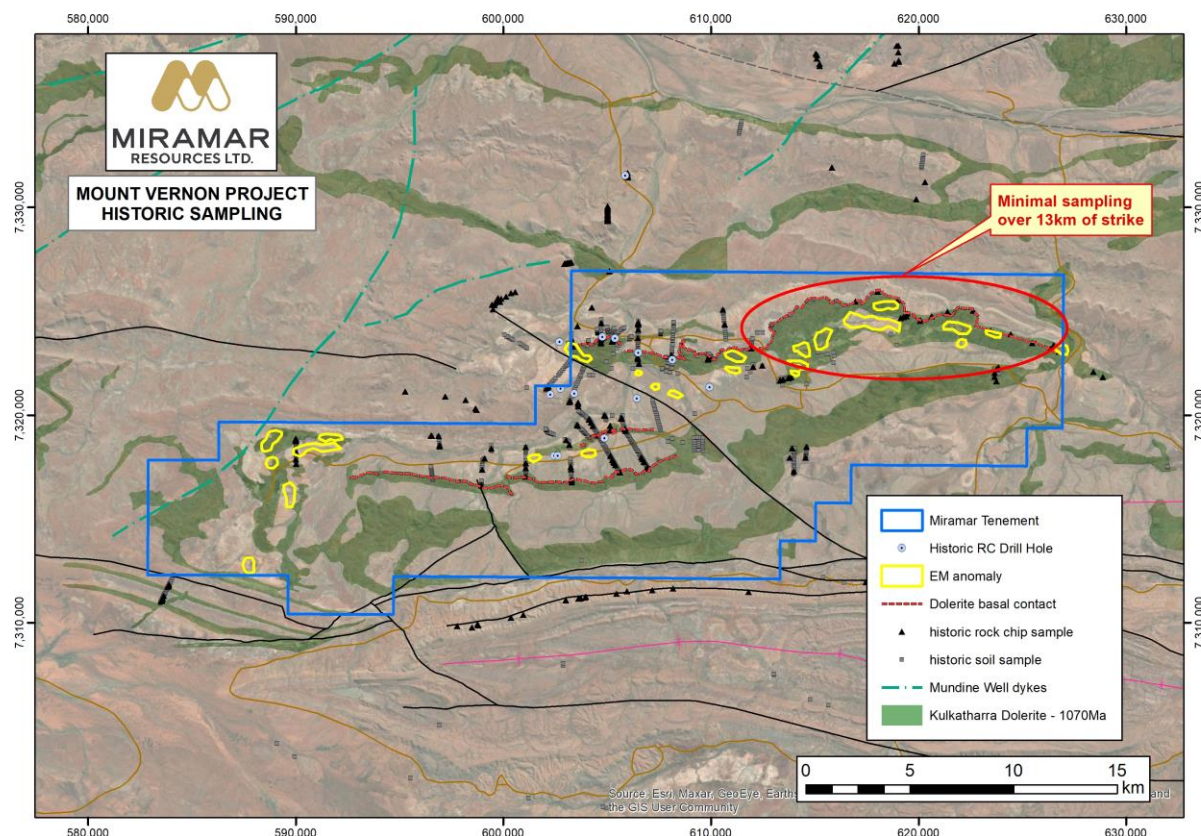 580,000
590,000
600,000
610,000
620,000
630,000
MIRAMAR
RESOURCES LTD.
MOUNT VERNON PROJECT
HISTORIC SAMPLING
7,330,000
7,330,000
Minimal sampling
over 13km of strike
7,320,000
7,320,000
7,310,000
7,310,000
Miramar Tenement
Historic RC Drill Hole
EM anomaly
Dolerite basal contact
historic rock chip sample
historic soil sample
Mundine Well dykes
Kulkatharra Dolerite - 1070Ma
0
5
10
15
km
Source, Esri, Maxar, GeoEye, Earths
and
the GIS User Community
580,000
590,000
600,000
610,000
620,000
630,000